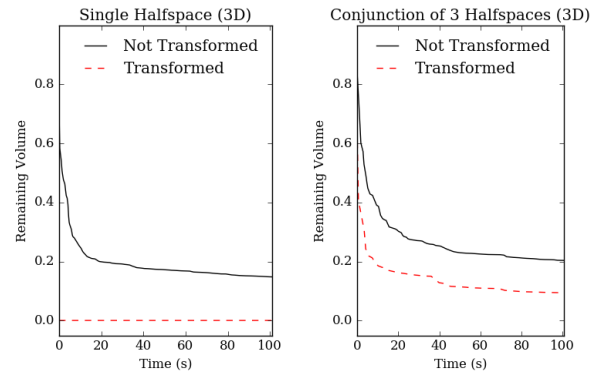 Single Halfspace (3D)
Not Transformed
Transformed
0.8
0.6
0.4
0.2
0.0
Remaining Volume
0 20 40 60 80 100
Time (s)
Conjunction of 3 Halfspaces (3D)
Not Transformed
Transformed
0.8
0.6
0.4
0.2
0.0
Remaining Volume
0 20 40 60 80 100
Time (s)